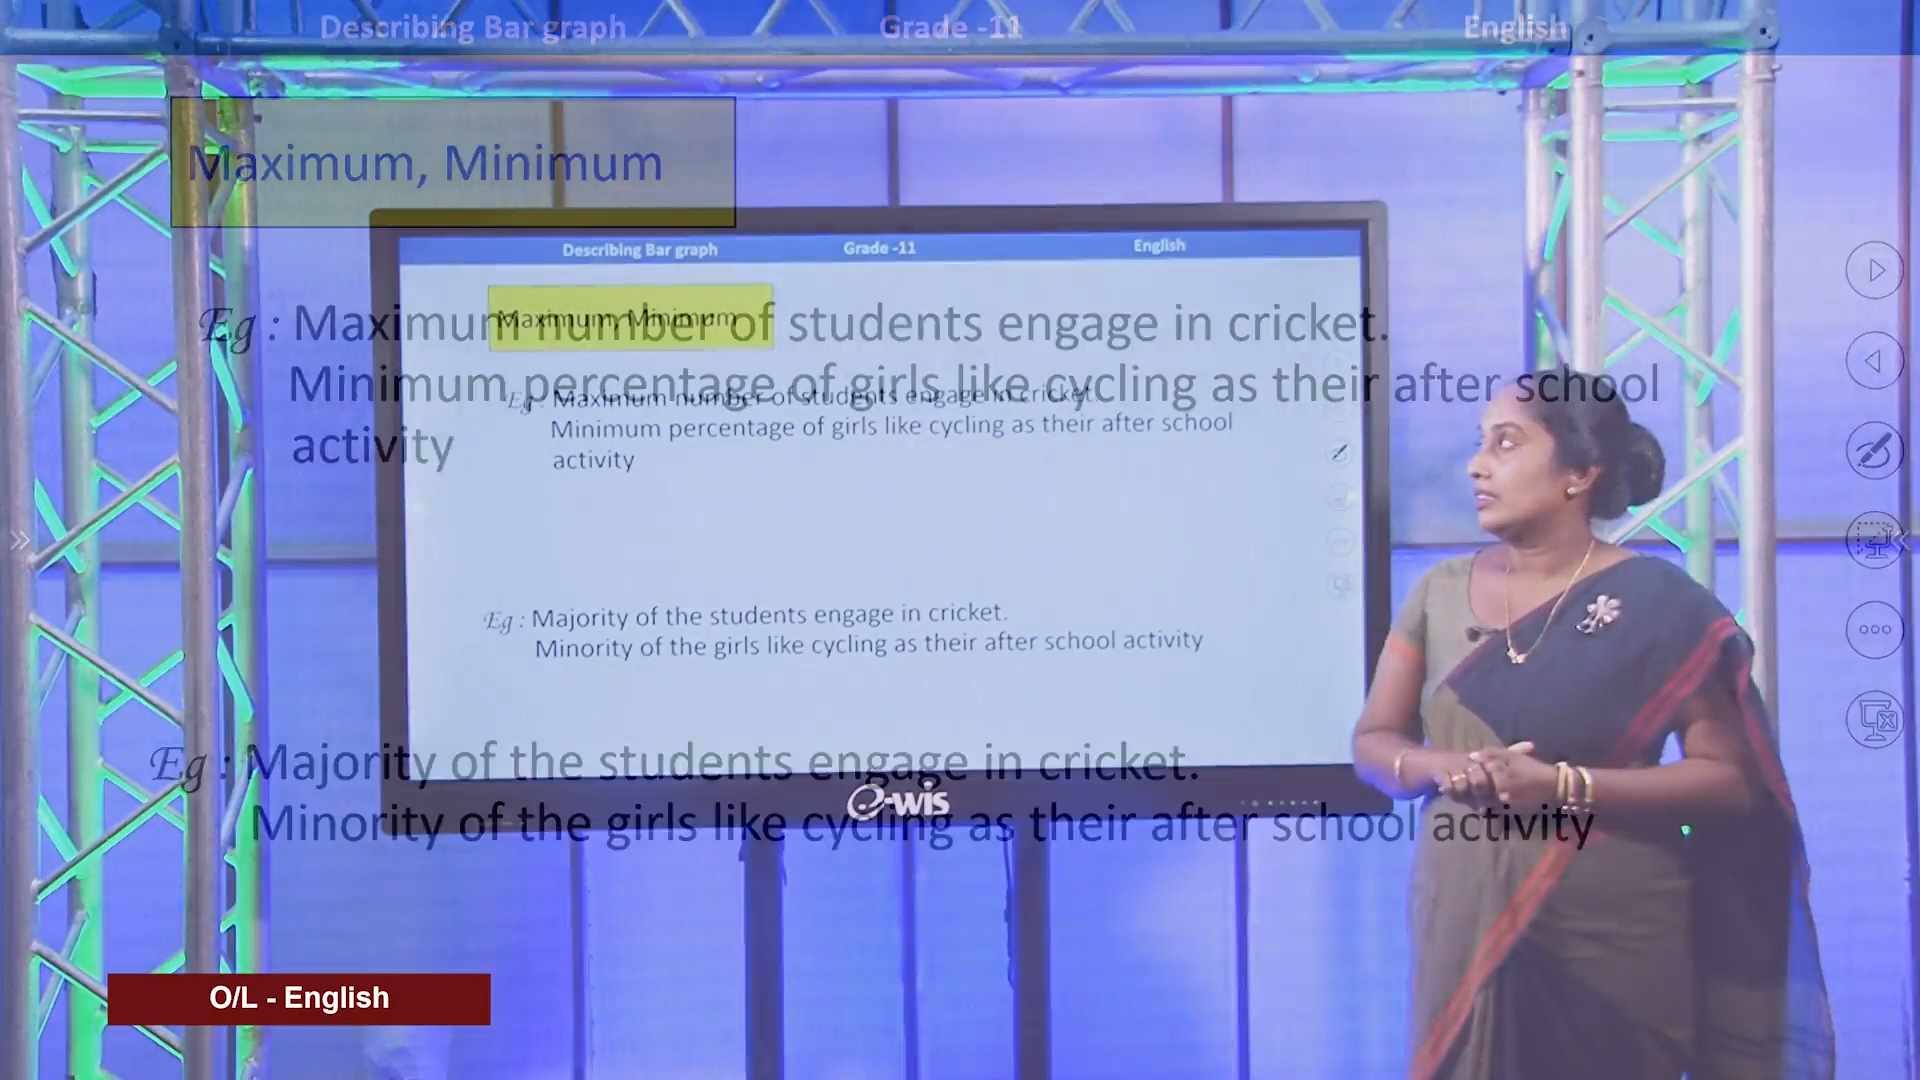 Describing Bar graph Grade -11 English
Maximum, Minimum
Eg : Maximum number of students engage in cricket.
Minimum percentage of girls like cycling as their after school
activity
Eg : Majority of the students engage in cricket.
Minority of the girls like cycling as their after school activity
Describing Bar graph Grade -11 English
Maximum, Minimum
Eg : Maximum number of students engage in cricket.
Minimum percentage of girls like cycling as their after school
activity
Eg : Majority of the students engage in cricket.
Minority of the girls like cycling as their after school activity
e-wis
O/L - English